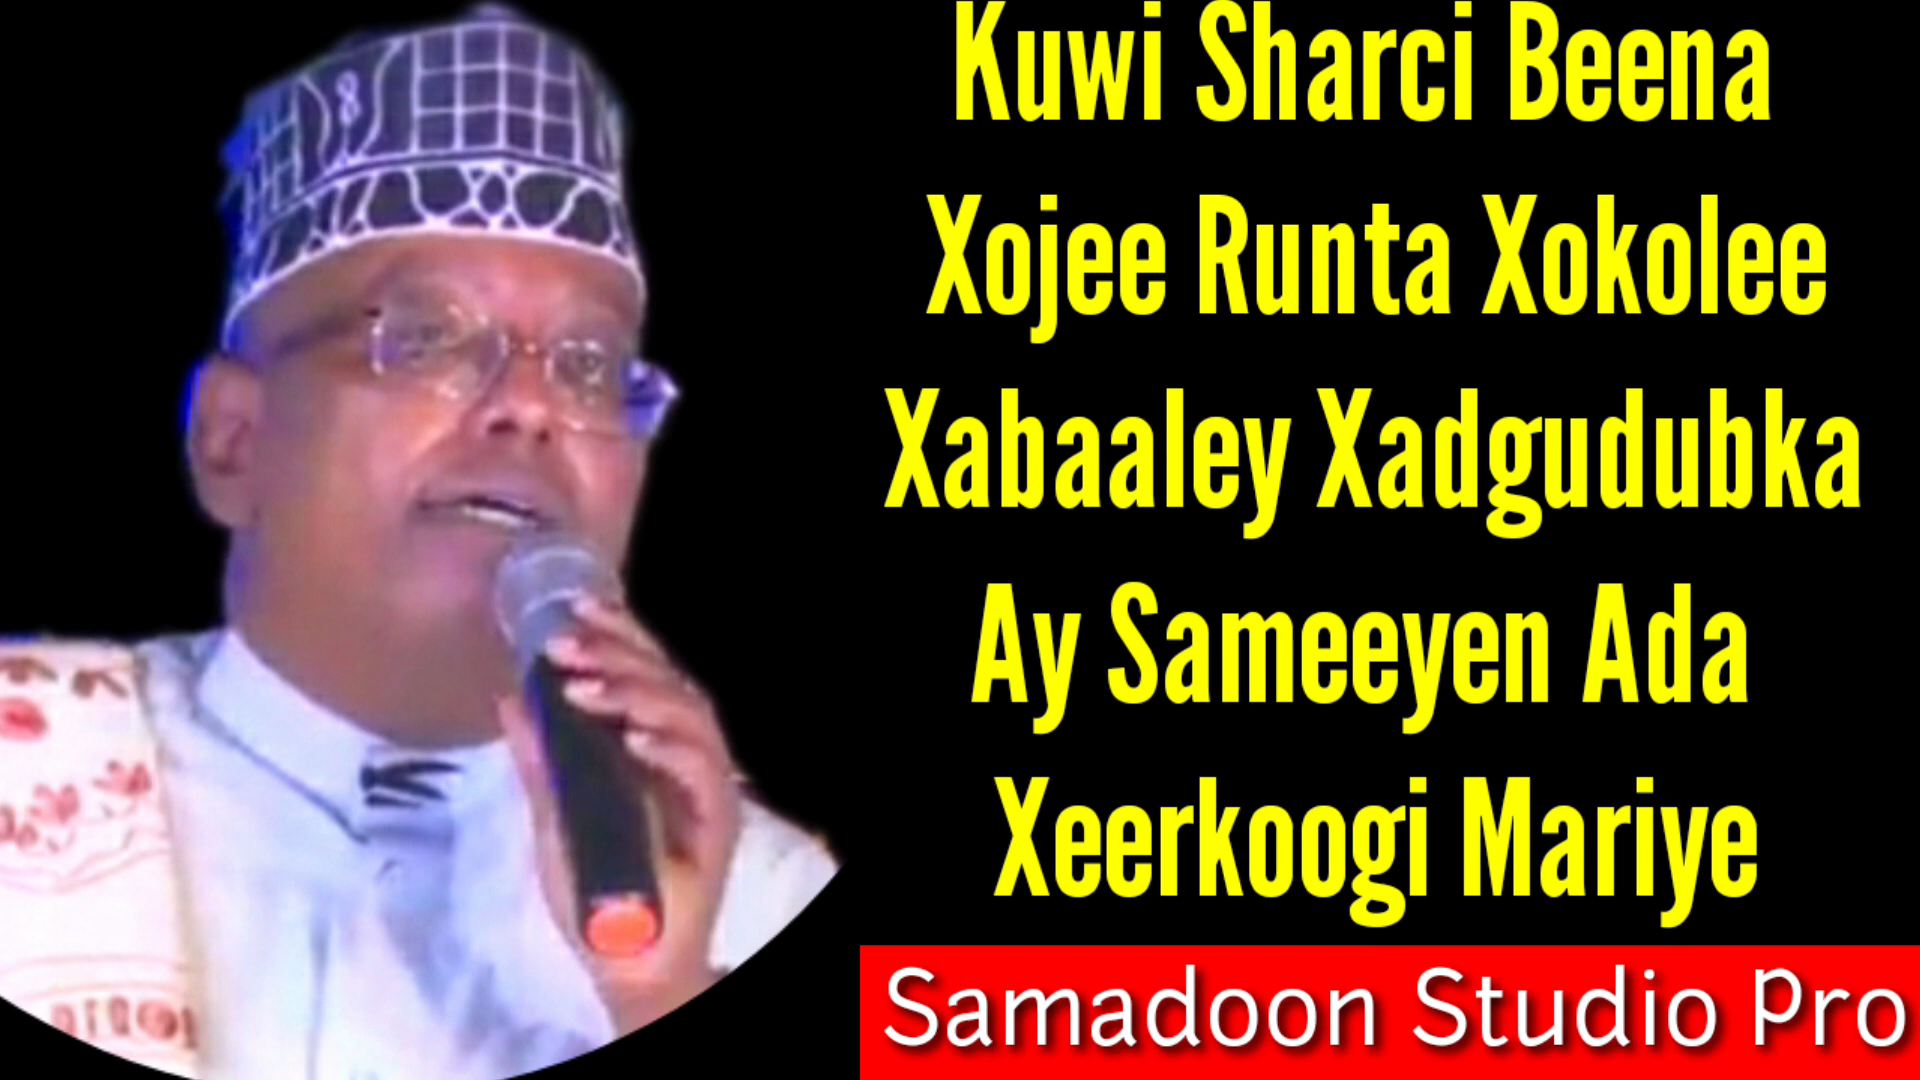 Kuwi Sharci Beena
Xojee Runta Xokolee
Xabaaley Xadgudubka
Ay Sameeyen Ada
Xeerkoogi Mariye
Samadoon Studio Pro